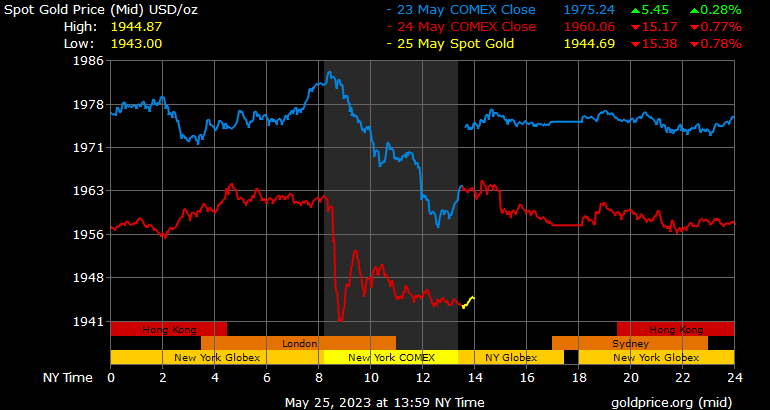 Spot Gold Price (Mid) USD/oz - 23 May COMEX Close 1975.24 5.45 0.28%
High: 1944.87 - 24 May COMEX Close 1960.06 15.17 0.77%
Low: 1943.00 - 25 May Spot Gold 1944.69 15.38 0.78%
1986
1978
1971
1963
1956
1948
1941
Hong Kong Hong Kong
London Sydney
New York Globex New York COMEX NY Globex New York Globex
NY Time 0 2 4 6 8 10 12 14 16 18 20 22 24
May 25, 2023 at 13:59 NY Time goldprice.org (mid)